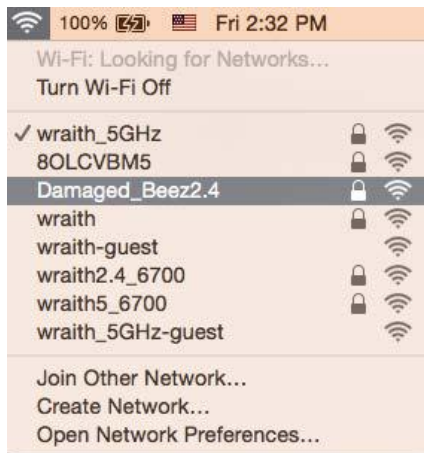 100% Fri 2:32 PM
Wi-Fi: Looking for Networks...
Turn Wi-Fi Off
✓ wraith_5GHz
8OLCVBM5
Damaged_Beez2.4
wraith
wraith-guest
wraith2.4_6700
wraith5_6700
wraith_5GHz-guest
Join Other Network...
Create Network...
Open Network Preferences...